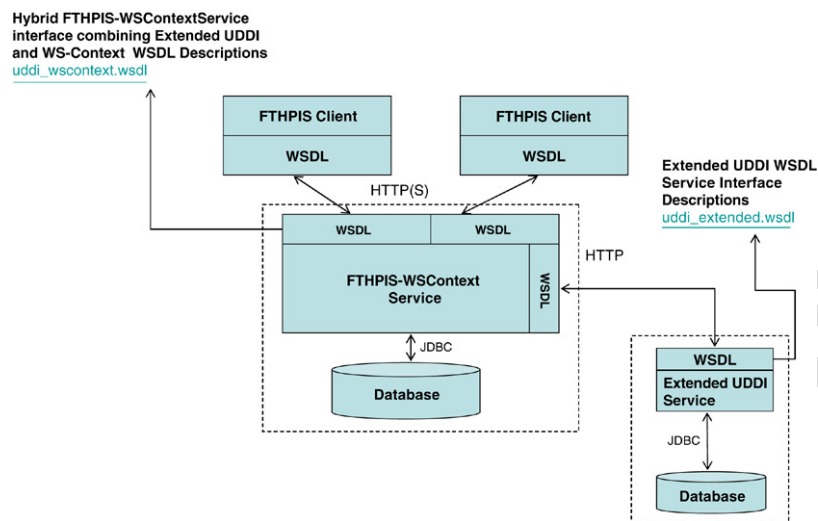 Hybrid FTHPIS-WSContextService
interface combining Extended UDDI
and WS-Context WSDL Descriptions
uddi_wscontext.wsdl
FTHPIS Client
WSDL
FTHPIS Client
WSDL
HTTP(S)
Extended UDDI WSDL
Service Interface
Descriptions
uddi_extended.wsdl
WSDL
WSDL
HTTP
FTHPIS-WSContext
Service
WSDL
JDBC
Database
WSDL
Extended UDDI
Service
JDBC
Database